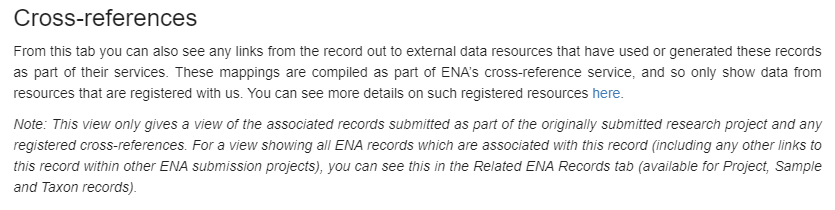 Cross-references
From this tab you can also see any links from the record out to external data resources that have used or generated these records
as part of their services. These mappings are compiled as part of ENA's cross-reference service, and so only show data from
resources that are registered with us. You can see more details on such registered resources here.
Note: This view only gives a view of the associated records submitted as part of the originally submitted research project and any
registered cross-references. For a view showing all ENA records which are associated with this record (including any other links to
this record within other ENA submission projects), you can see this in the Related ENA Records tab (available for Project, Sample
and Taxon records).